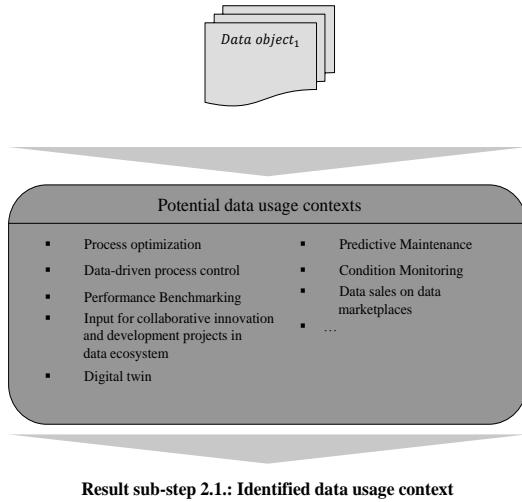 Data object₁
Potential data usage contexts
▪ Process optimization
▪ Data-driven process control
▪ Performance Benchmarking
▪ Input for collaborative innovation
and development projects in
data ecosystem
▪ Digital twin
▪ Predictive Maintenance
▪ Condition Monitoring
▪ Data sales on data
marketplaces
▪ …
Result sub-step 2.1.: Identified data usage context